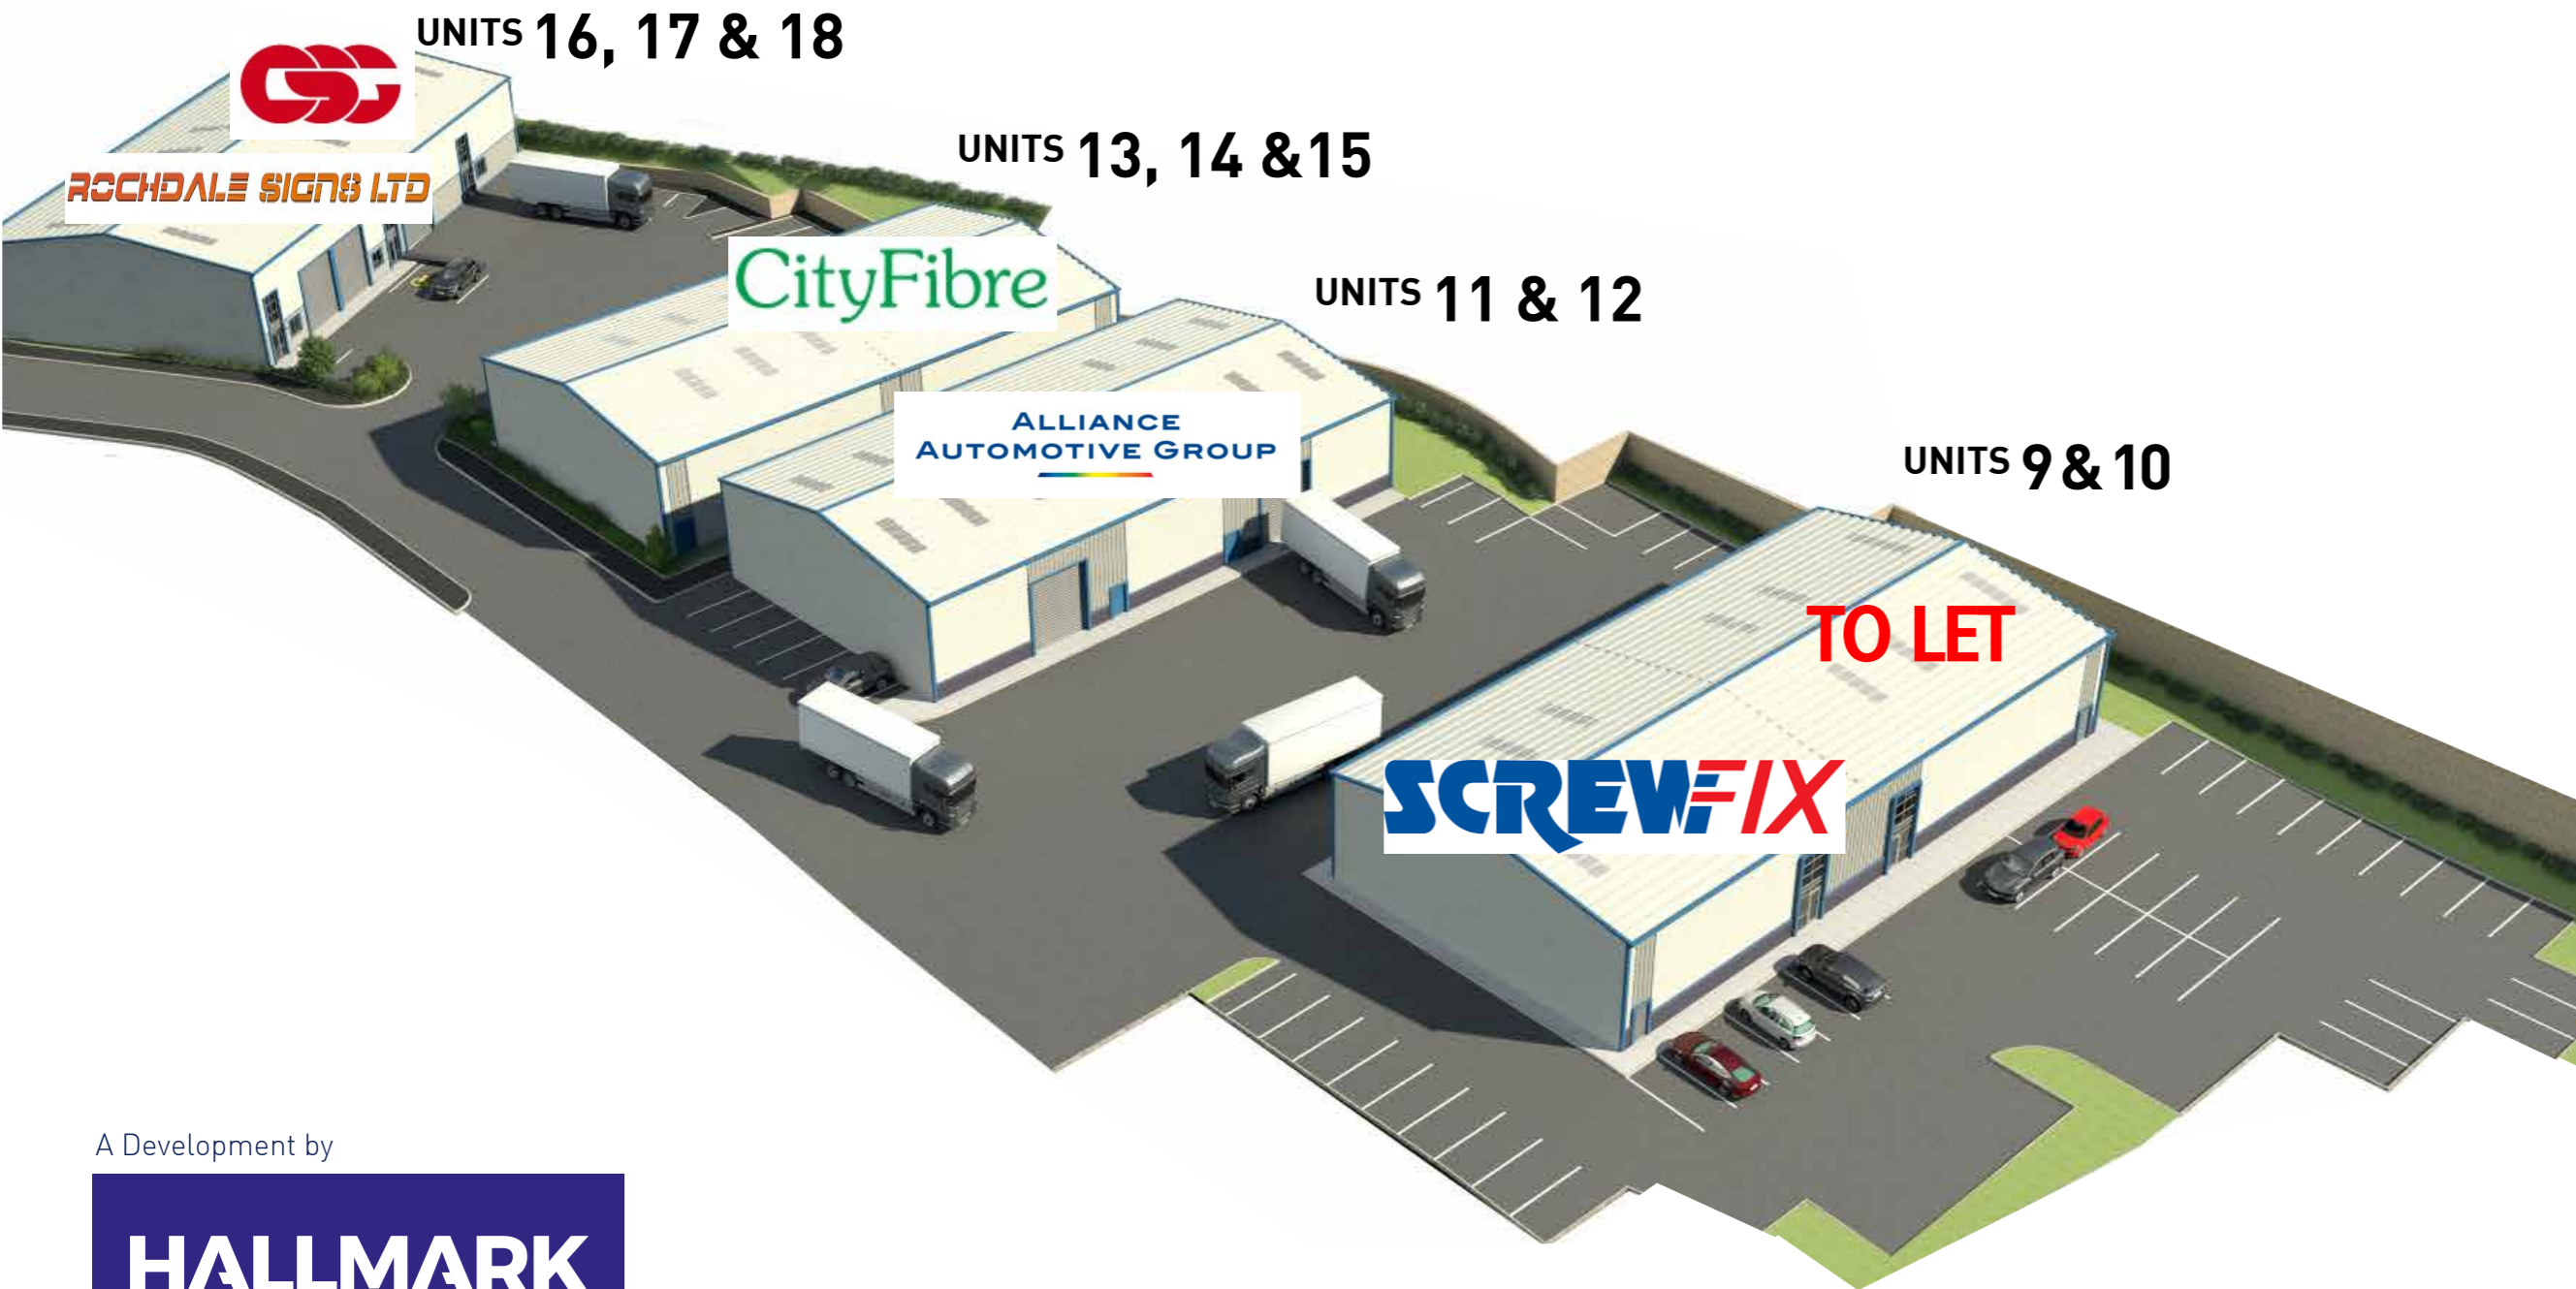 UNITS 16, 17 & 18
CSG
ROCHDALE SIGNS LTD
UNITS 13, 14 &15
CityFibre
UNITS 11 & 12
ALLIANCE
AUTOMOTIVE GROUP
UNITS 9 & 10
TO LET
SCREWFIX
A Development by
HALLMARK